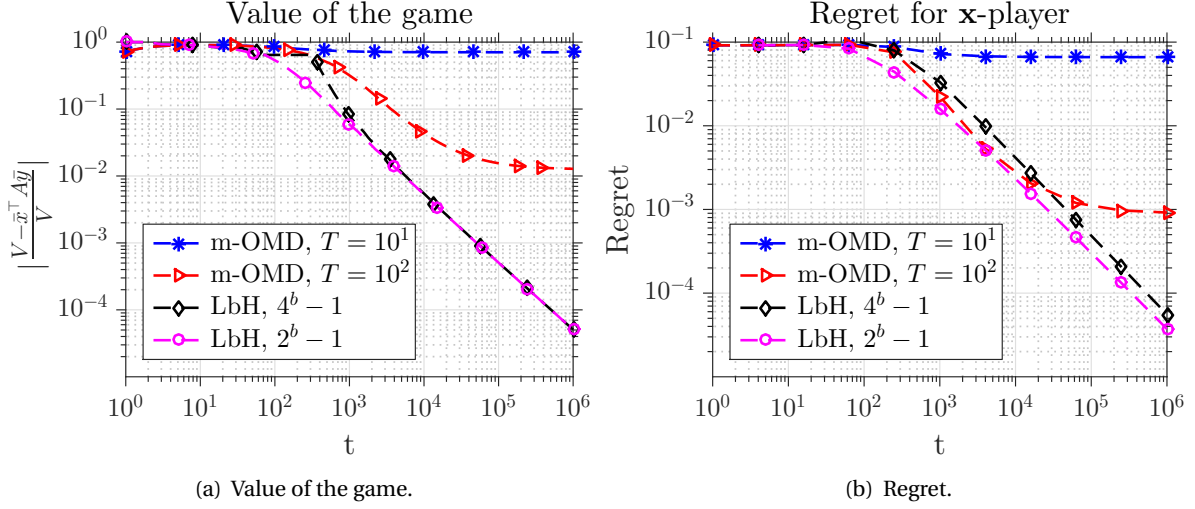 Value of the game
10^0
10^-1
10^-2
10^-3
10^-4
|V−x̄⊤Aȳ / V|
m-OMD, T = 10^1
m-OMD, T = 10^2
LbH, 4^b − 1
LbH, 2^b − 1
10^0 10^1 10^2 10^3 10^4 10^5 10^6
t
(a) Value of the game.
Regret for x-player
10^-1
10^-2
10^-3
10^-4
Regret
m-OMD, T = 10^1
m-OMD, T = 10^2
LbH, 4^b − 1
LbH, 2^b − 1
10^0 10^1 10^2 10^3 10^4 10^5 10^6
t
(b) Regret.